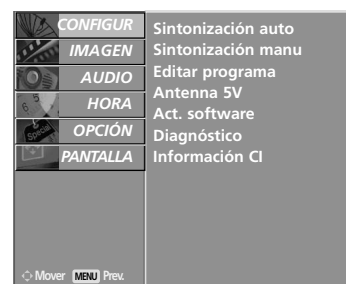 CONFIGUR
IMAGEN
AUDIO
HORA
OPCIÓN
PANTALLA
Sintonización auto
Sintonización manu
Editar programa
Antenna 5V
Act. software
Diagnóstico
Información CI
Mover MENU Prev.